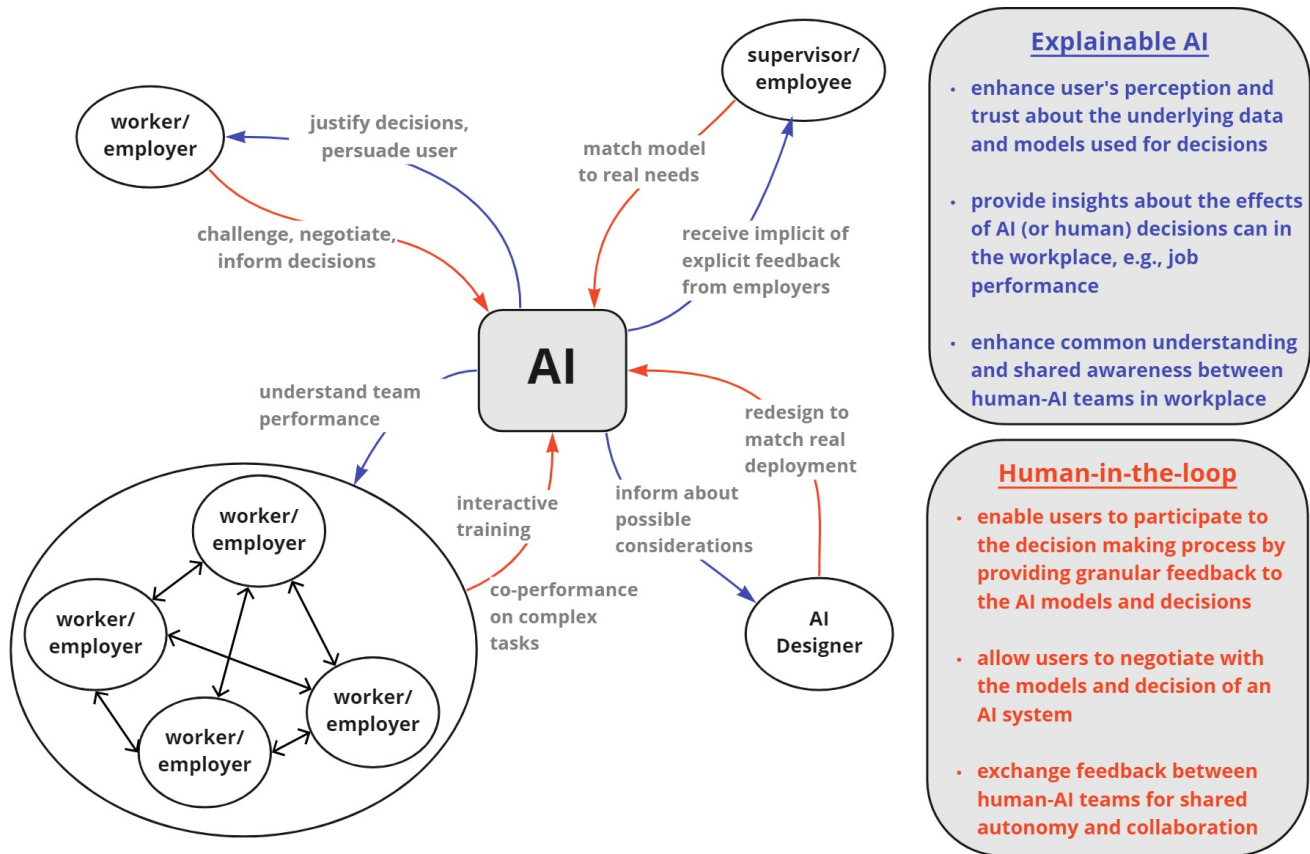 supervisor/
employee
worker/
employer
justify decisions,
persuade user
match model
to real needs
challenge, negotiate,
inform decisions
receive implicit of
explicit feedback
from employers
AI
understand team
performance
redesign to
match real
deployment
interactive
training
inform about
possible
considerations
co-performance
on complex
tasks
AI
Designer
worker/
employer
worker/
employer
worker/
employer
worker/
employer
Explainable AI
• enhance user's perception and
trust about the underlying data
and models used for decisions
• provide insights about the effects
of AI (or human) decisions can in
the workplace, e.g., job
performance
• enhance common understanding
and shared awareness between
human-AI teams in workplace
Human-in-the-loop
• enable users to participate to
the decision making process by
providing granular feedback to
the AI models and decisions
• allow users to negotiate with
the models and decision of an
AI system
• exchange feedback between
human-AI teams for shared
autonomy and collaboration